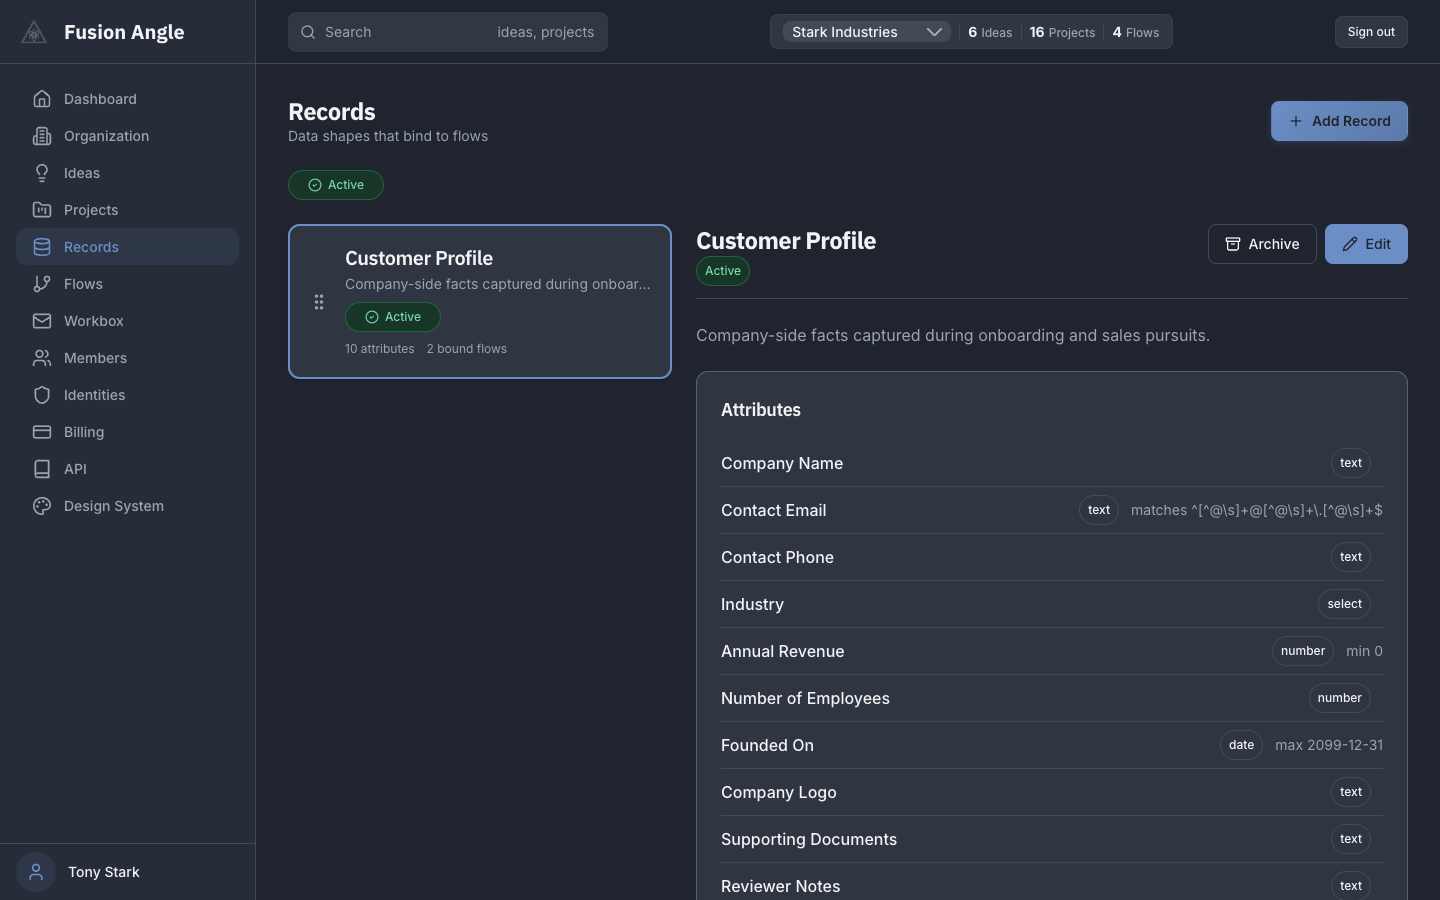 Fusion Angle
Search ideas, projects
Stark Industries 6 Ideas 16 Projects 4 Flows
Sign out
Dashboard
Organization
Ideas
Projects
Records
Flows
Workbox
Members
Identities
Billing
API
Design System
Tony Stark
Records
Data shapes that bind to flows
Add Record
Active
Customer Profile
Company-side facts captured during onboar...
Active
10 attributes 2 bound flows
Customer Profile
Active
Archive
Edit
Company-side facts captured during onboarding and sales pursuits.
Attributes
Company Name text
Contact Email text matches ^[^@\s]+@[^@\s]+\.[^@\s]+$
Contact Phone text
Industry select
Annual Revenue number min 0
Number of Employees number
Founded On date max 2099-12-31
Company Logo text
Supporting Documents text
Reviewer Notes text